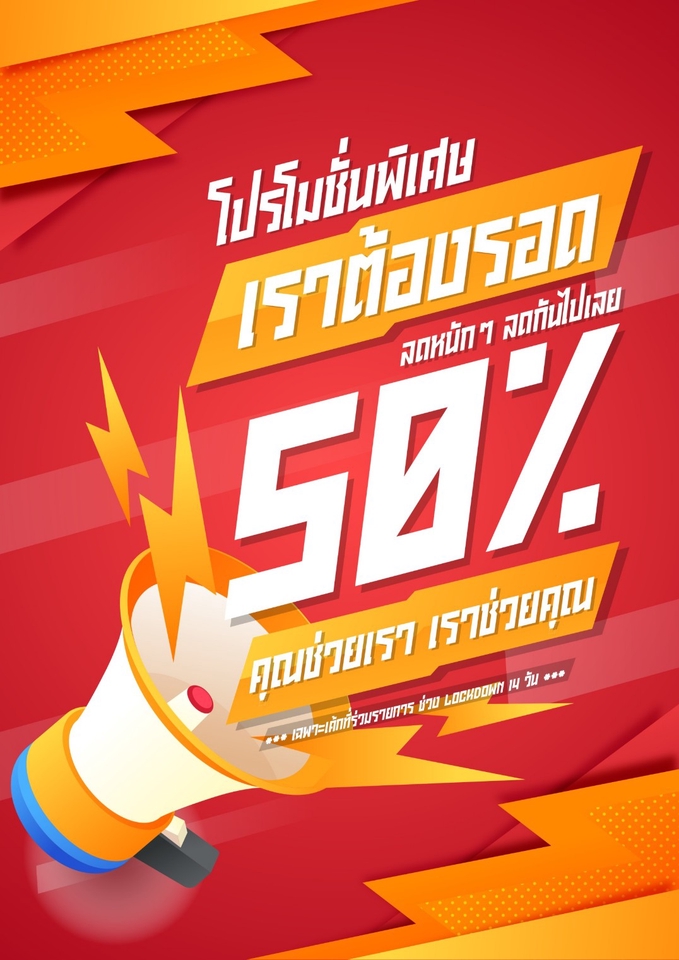 โปรโมชั่นพิเศษ
เราต้องรอด
ลดหนักๆ ลดกันไปเลย
50%
คุณช่วยเรา เราช่วยคุณ
*** เฉพาะเค้กที่ร่วมรายการ ช่วง LOCKDOWN 14 วัน ***